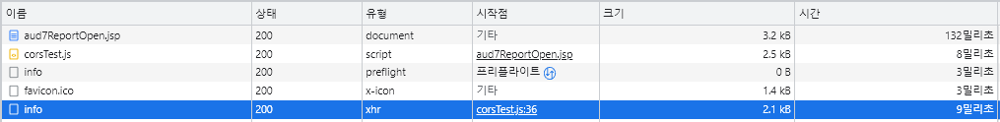 이름 상태 유형 시작점 크기 시간
aud7ReportOpen.jsp 200 document 기타 3.2 kB 132밀리초
corsTest.js 200 script aud7ReportOpen.jsp 2.5 kB 8밀리초
info 200 preflight 프리플라이트 0 B 3밀리초
favicon.ico 200 x-icon 기타 1.4 kB 3밀리초
info 200 xhr corsTest.js:36 2.1 kB 9밀리초